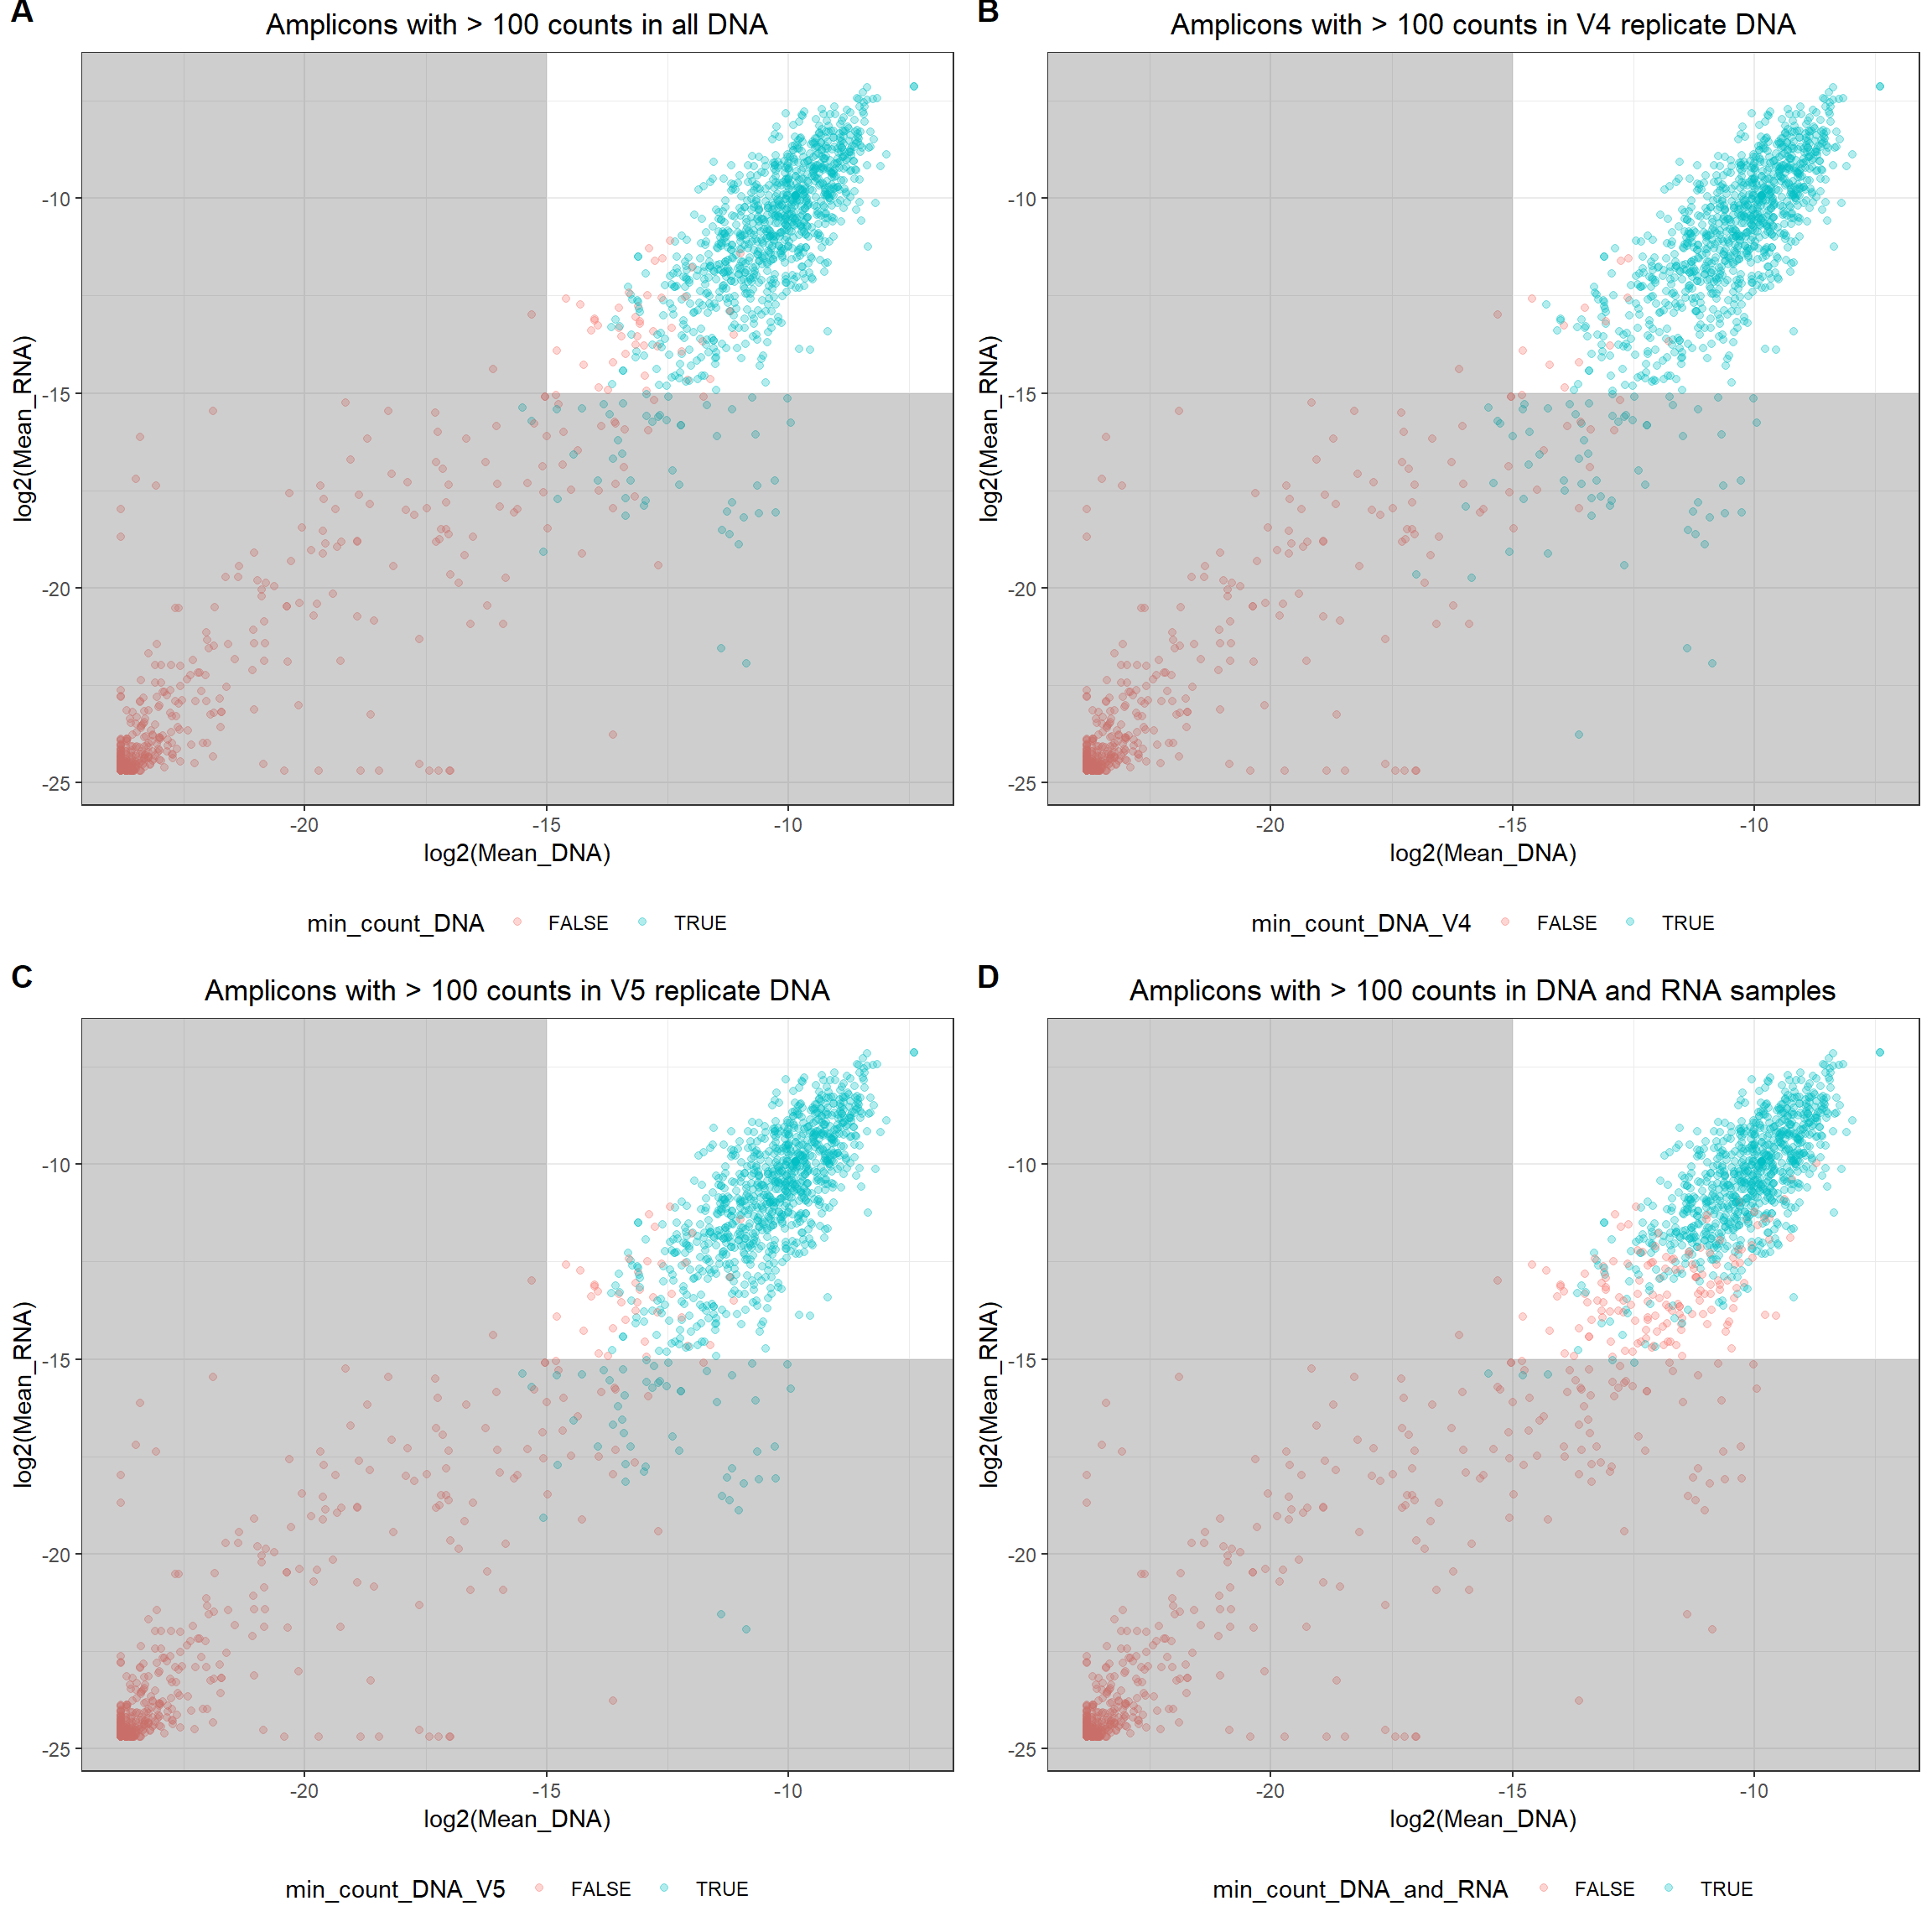 A
Amplicons with > 100 counts in all DNA
log2(Mean_RNA)
-10
-15
-20
-25
-20
-15
-10
log2(Mean_DNA)
min_count_DNA FALSE TRUE
B
Amplicons with > 100 counts in V4 replicate DNA
log2(Mean_RNA)
-10
-15
-20
-25
-20
-15
-10
log2(Mean_DNA)
min_count_DNA_V4 FALSE TRUE
C
Amplicons with > 100 counts in V5 replicate DNA
log2(Mean_RNA)
-10
-15
-20
-25
-20
-15
-10
log2(Mean_DNA)
min_count_DNA_V5 FALSE TRUE
D
Amplicons with > 100 counts in DNA and RNA samples
log2(Mean_RNA)
-10
-15
-20
-25
-20
-15
-10
log2(Mean_DNA)
min_count_DNA_and_RNA FALSE TRUE